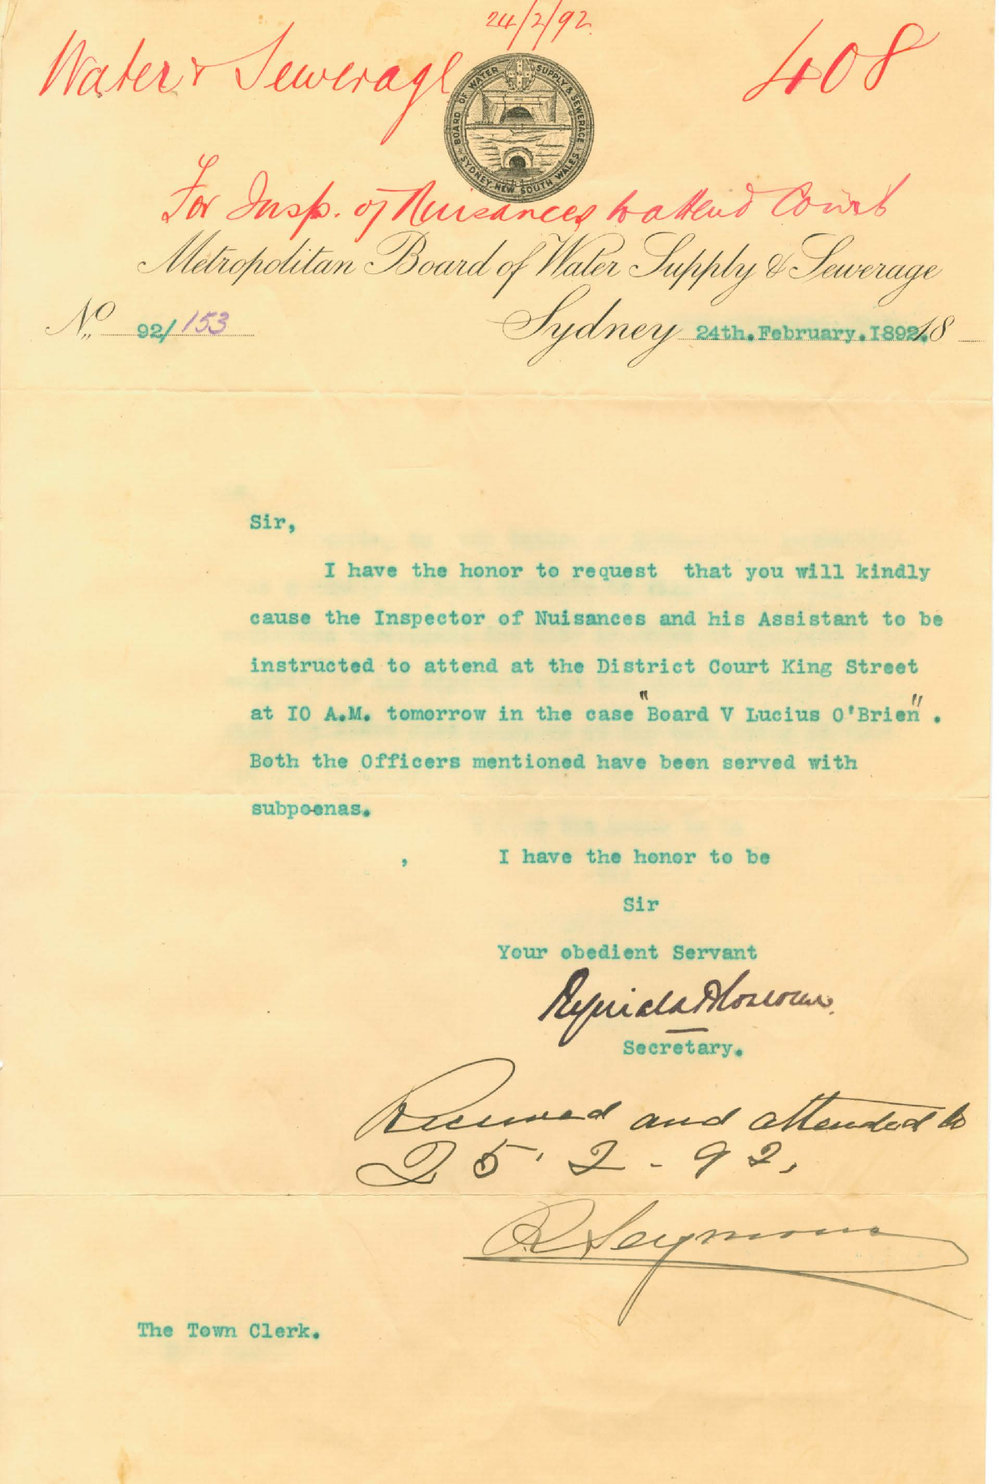 24/2/92.
Water & Sewerage
408
BOARD OF WATER SUPPLY & SEWERAGE
SYDNEY NEW SOUTH WALES
For Insp. of Nuisances to attend Court
Metropolitan Board of Water Supply & Sewerage
No. 92/153
Sydney 24th.February.1892.18
Sir,
I have the honor to request that you will kindly
cause the Inspector of Nuisances and his Assistant to be
instructed to attend at the District Court King Street
at IO A.M. tomorrow in the case "Board V Lucius O'Brien".
Both the Officers mentioned have been served with
subpoenas.
, I have the honor to be
Sir
Your obedient Servant
Secretary.
Received and attended to
25.2-92.
R Seymour
The Town Clerk.